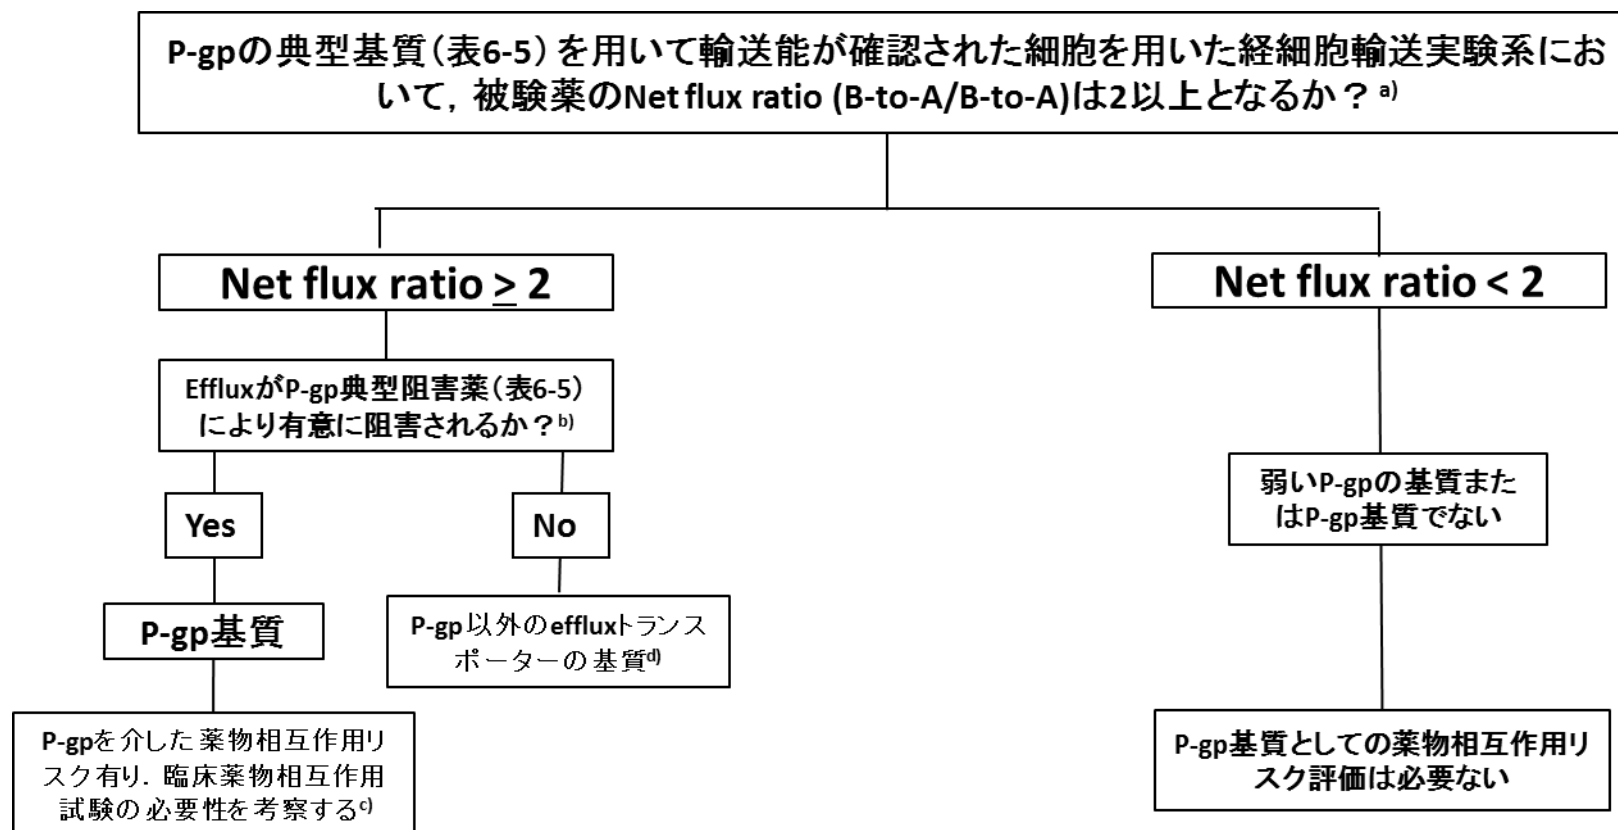 P-gpの典型基質(表6-5)を用いて輸送能が確認された細胞を用いた経細胞輸送実験系にお
いて，被験薬のNet flux ratio (B-to-A/B-to-A)は2以上となるか？a)
Net flux ratio ≥ 2
Net flux ratio < 2
EffluxがP-gp典型阻害薬(表6-5)
により有意に阻害されるか？b)
Yes
No
弱いP-gpの基質また
はP-gp基質でない
P-gp基質
P-gp以外のeffluxトランス
ポーターの基質d)
P-gpを介した薬物相互作用リ
スク有り．臨床薬物相互作用
試験の必要性を考察するc)
P-gp基質としての薬物相互作用リ
スク評価は必要ない